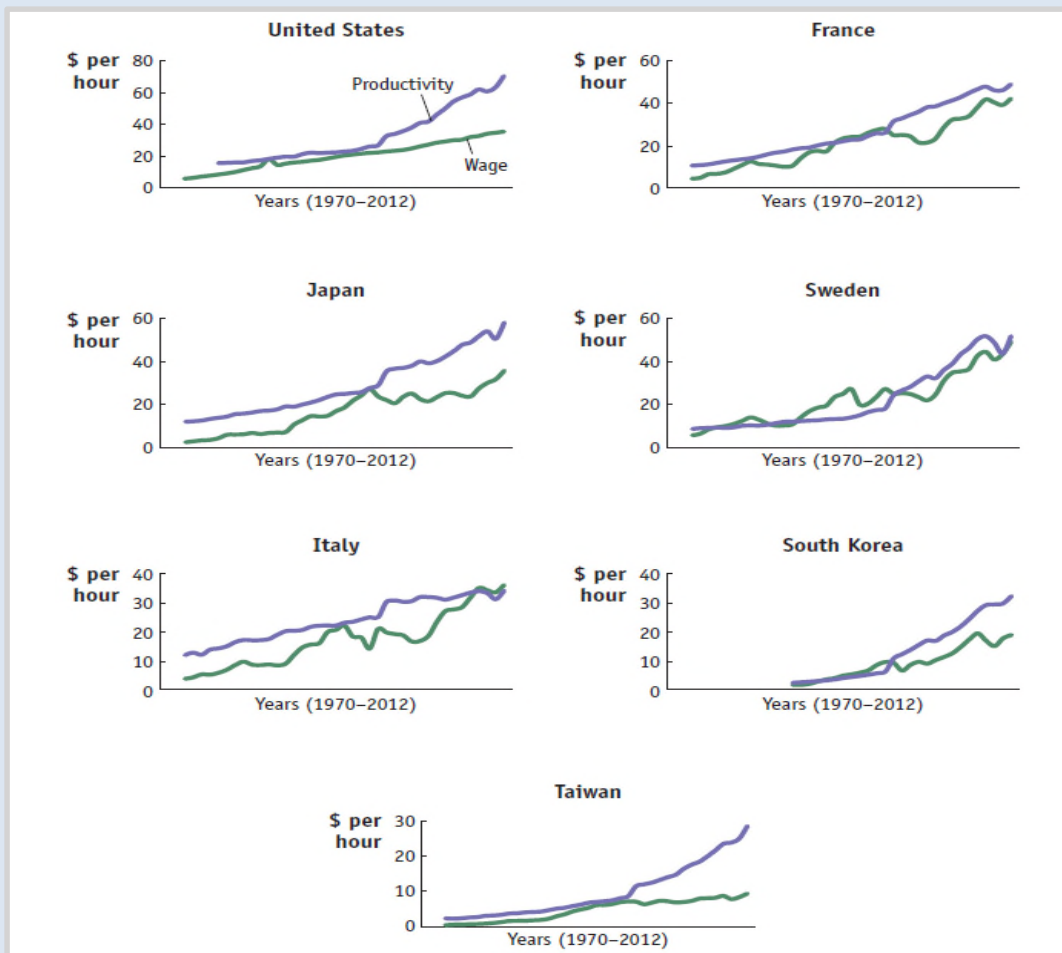 United States
$ per
hour
80
60
40
20
0
Productivity
Wage
Years (1970–2012)
France
$ per
hour
60
40
20
0
Years (1970–2012)
Japan
$ per
hour
60
40
20
0
Years (1970–2012)
Sweden
$ per
hour
60
40
20
0
Years (1970–2012)
Italy
$ per
hour
40
30
20
10
0
Years (1970–2012)
South Korea
$ per
hour
40
30
20
10
0
Years (1970–2012)
Taiwan
$ per
hour
30
20
10
0
Years (1970–2012)